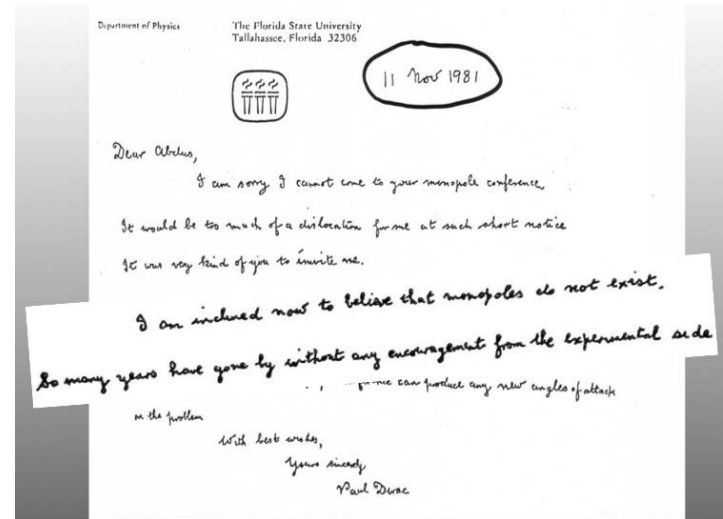 Department of Physics
The Florida State University
Tallahassee, Florida 32306
11 Nov 1981
Dear Abdus,
I am sorry I cannot come to your monopole conference.
It would be too much of a dislocation for me at such short notice
It was very kind of you to invite me.
I am inclined now to believe that monopoles do not exist.
So many years have gone by without any encouragement from the experimental side
can produce any new angles of attack
on the problem
With best wishes,
Yours sincerely
Paul Dirac